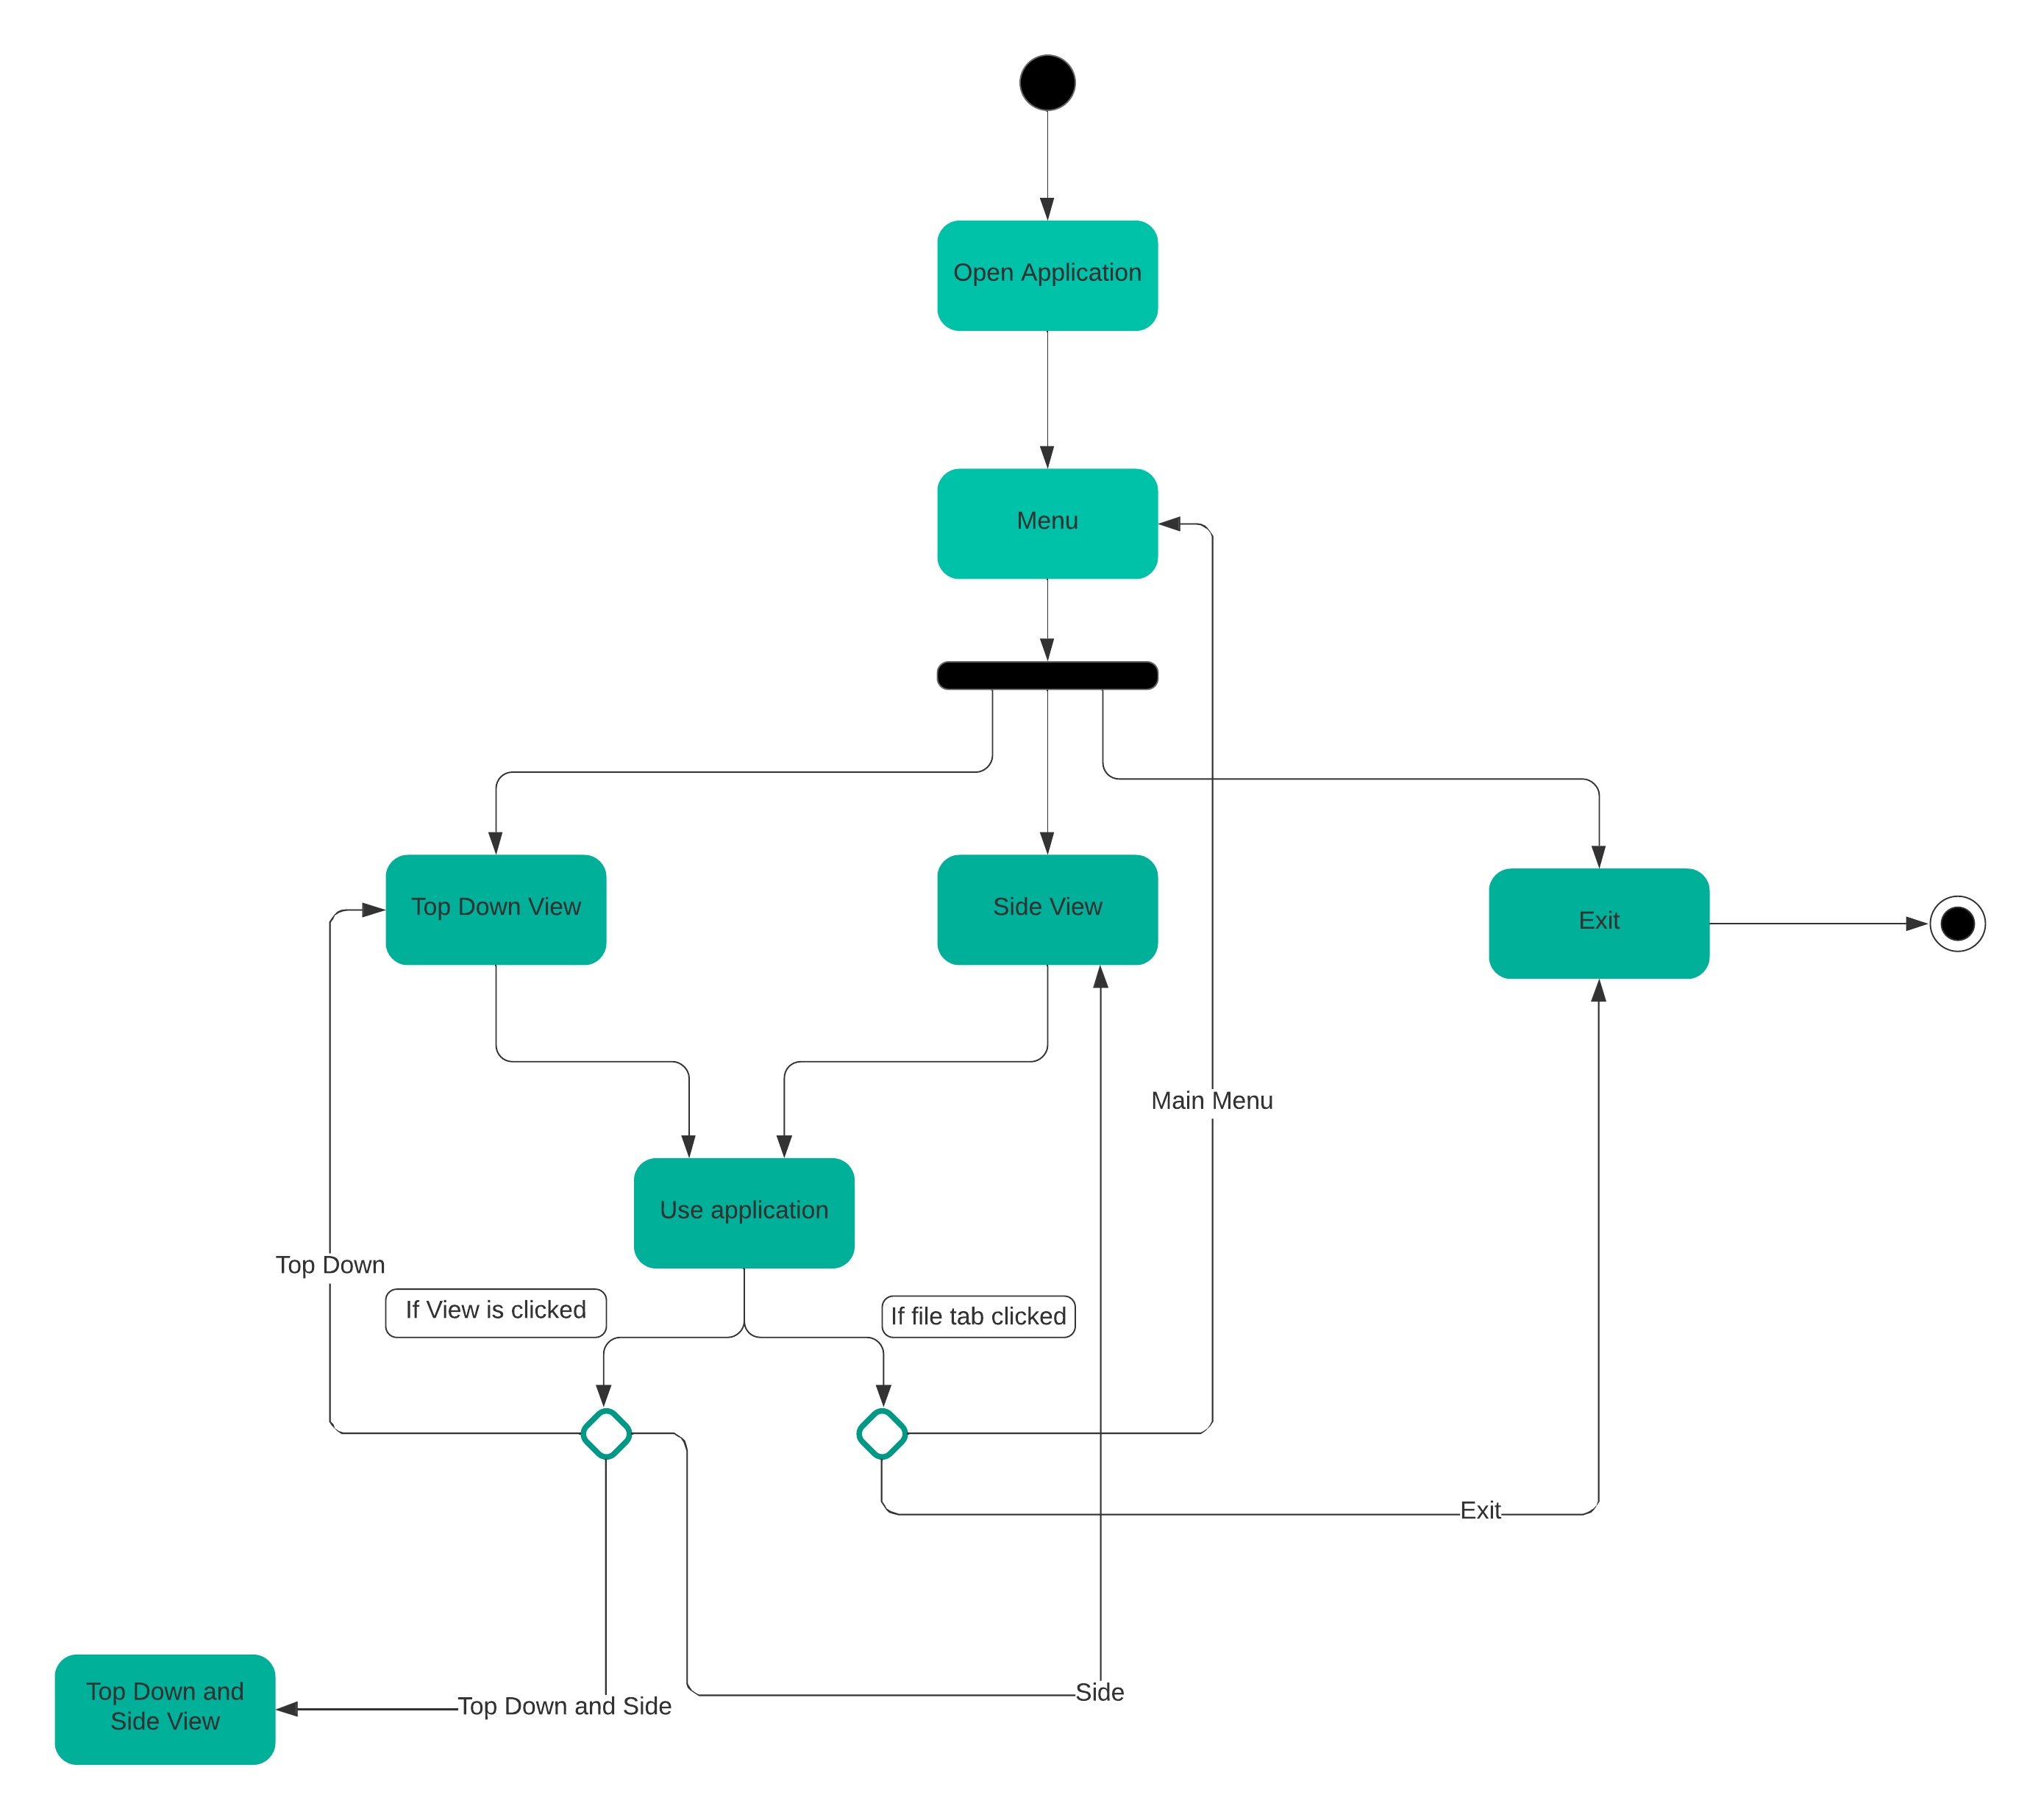 Open Application
Menu
Top Down View
Side View
Exit
Main Menu
Use application
Top Down
If View is clicked
If file tab clicked
Exit
Top Down and
Side View
Top Down and Side
Side